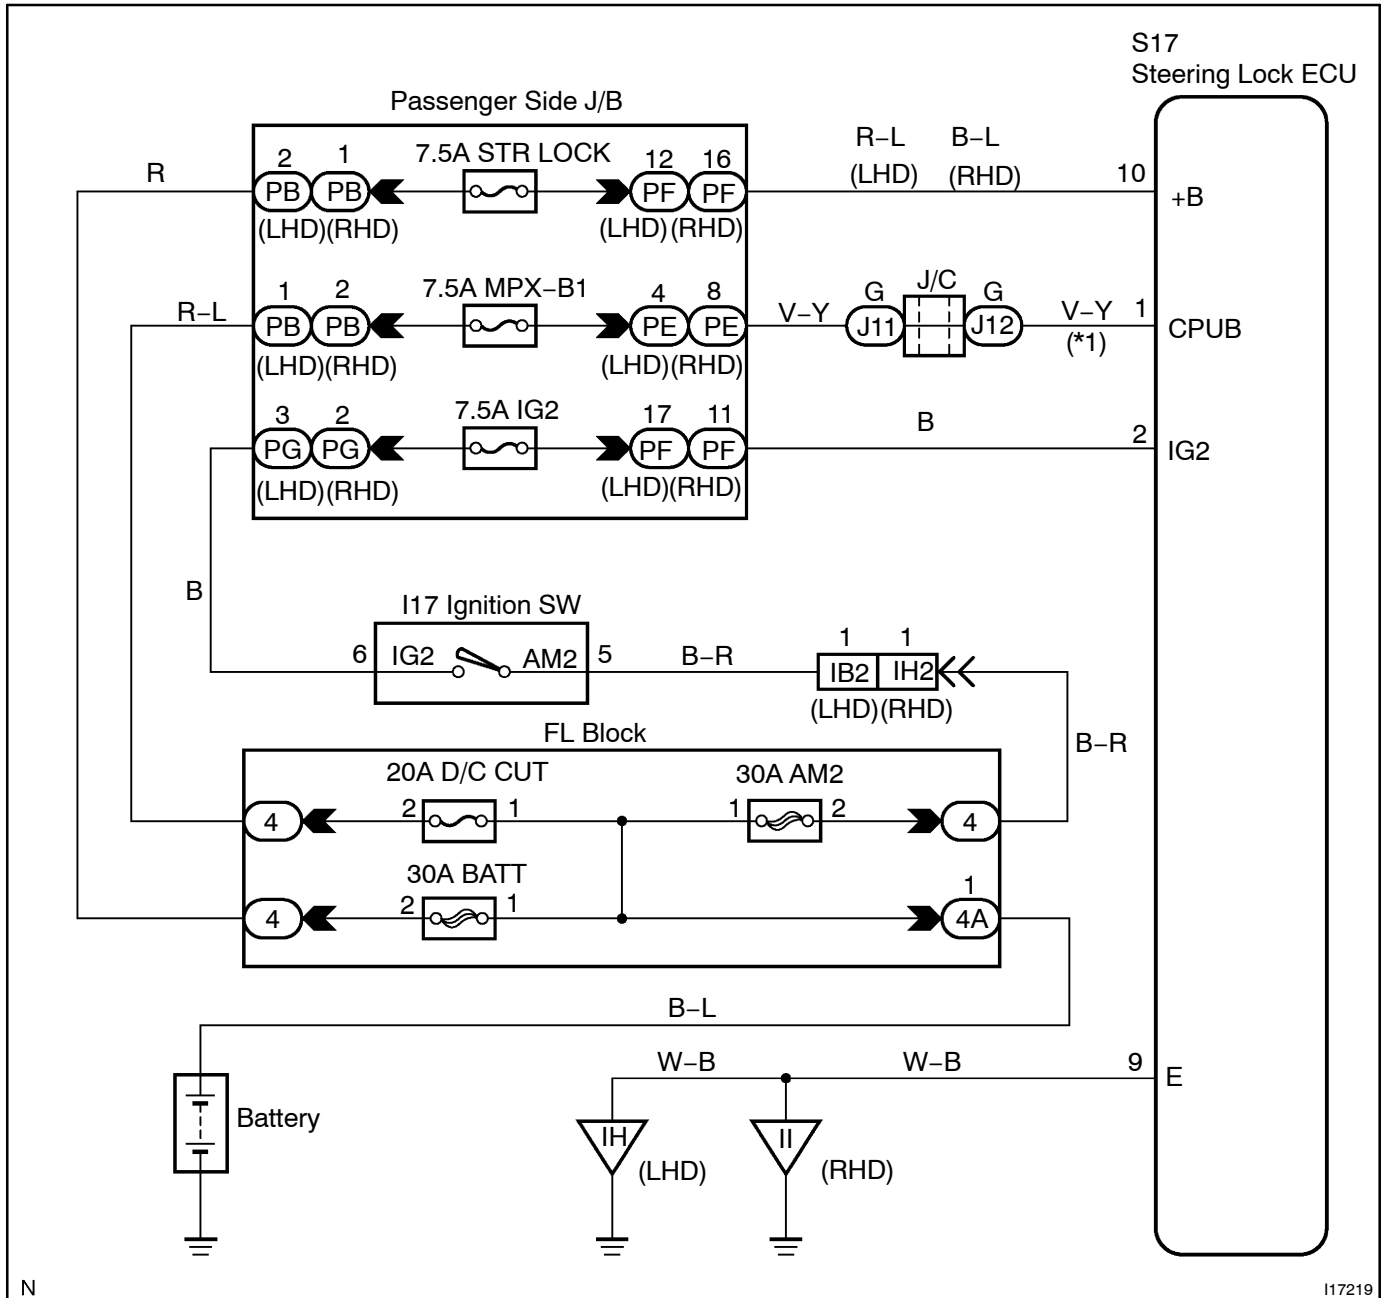 S17
Steering Lock ECU
Passenger Side J/B
2 1 7.5A STR LOCK 12 16
R PB PB PF PF R–L B–L 10 +B
(LHD) (RHD) (LHD) (RHD) (LHD) (RHD)
1 2 7.5A MPX–B1 4 8 G J/C G
R–L PB PB PE PE V–Y J11 J12 V–Y 1 CPUB
(LHD) (RHD) (LHD) (RHD) (*1)
3 2 7.5A IG2 17 11
PG PG PF PF B 2 IG2
(LHD) (RHD) (LHD) (RHD)
B
I17 Ignition SW
6 IG2 AM2 5 B–R 1 1
IB2 IH2
(LHD) (RHD)
B–R
FL Block
20A D/C CUT 30A AM2
4 2 1 1 2 4
30A BATT
4 2 1 1 4A
B–L
W–B W–B 9 E
Battery
IH II
(LHD) (RHD)
N I17219